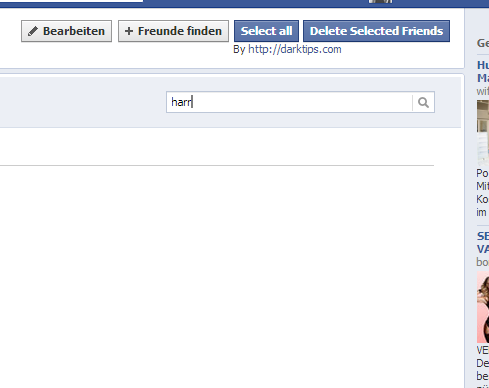 Bearbeiten
+ Freunde finden
Select all
Delete Selected Friends
By http://darktips.com
harr
Ge
Hu
Ma
wit
Po
Mit
Ko
im
SE
VA
bo
VE
De
be